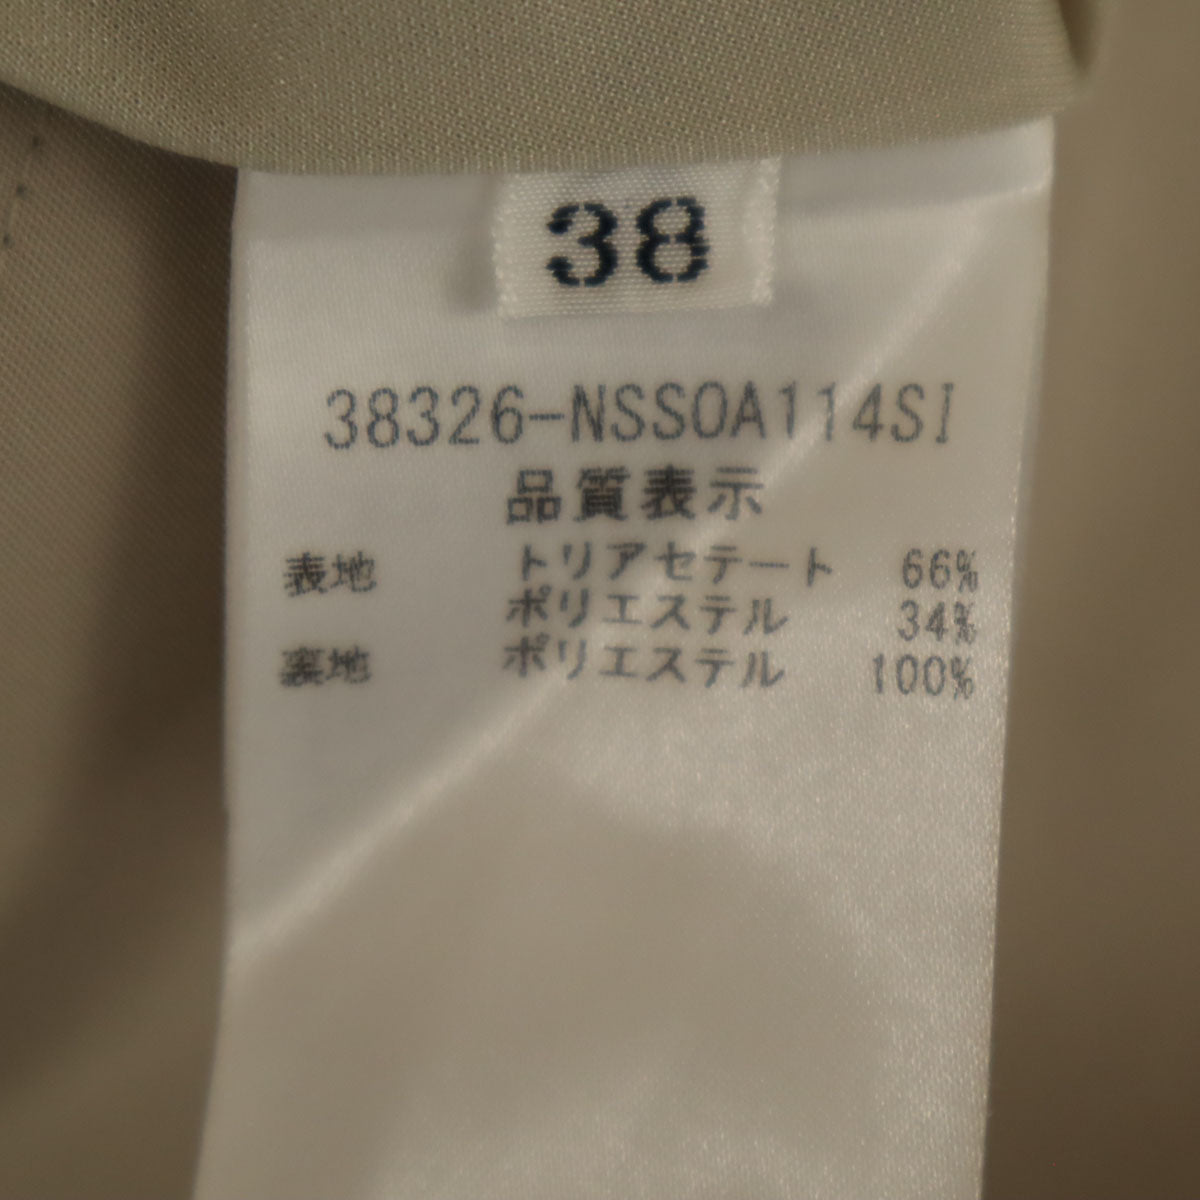 38
38326-NSSOA114SI
品質表示
表地 トリアセテート 66%
ポリエステル 34%
裏地 ポリエステル 100%